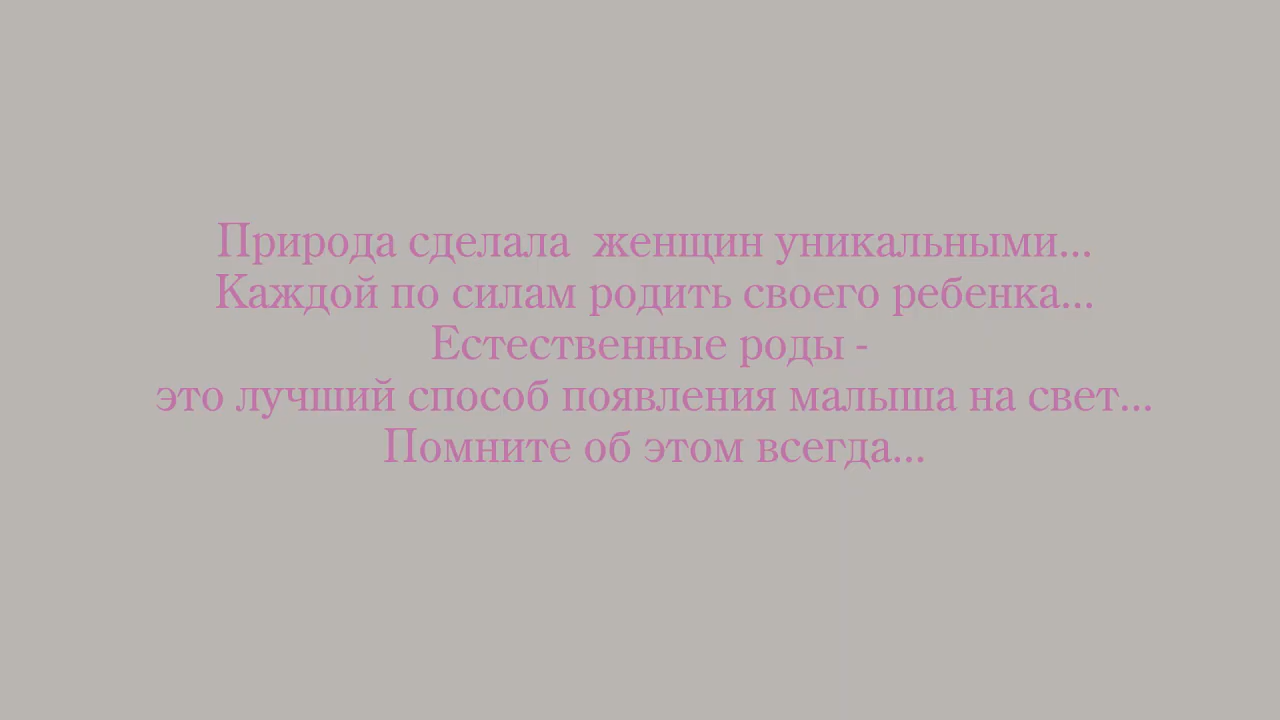 Природа сделала  женщин уникальными...
Каждой по силам родить своего ребенка...
Естественные роды -
это лучший способ появления малыша на свет...
Помните об этом всегда...